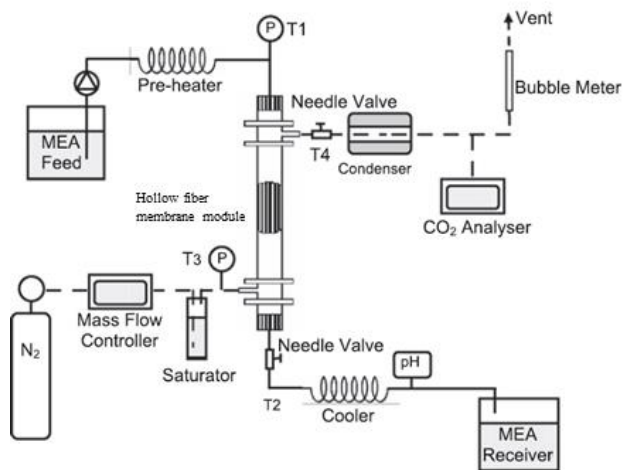 P
T1
Vent
Pre-heater
Needle Valve
Bubble Meter
MEA
Feed
T4
Condenser
Hollow fiber
membrane module
CO₂ Analyser
T3
P
Mass Flow
Controller
N₂
Saturator
Needle Valve
pH
T2
Cooler
MEA
Receiver